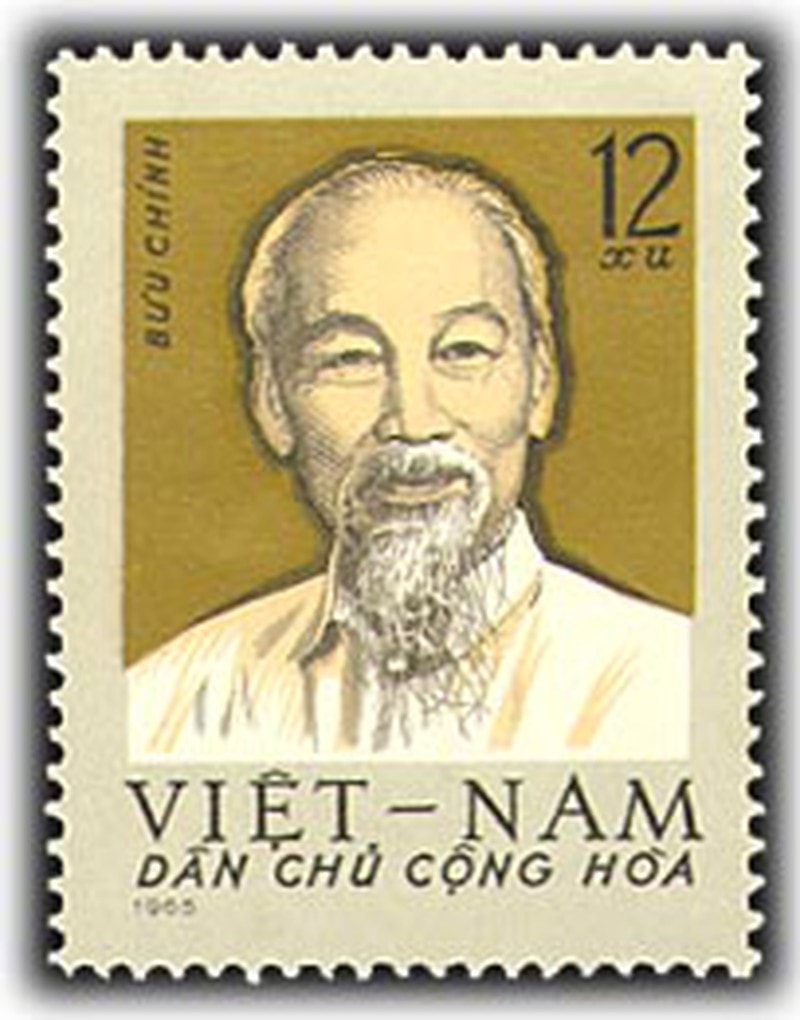 BƯU CHÍNH
12
xu
VIỆT-NAM
DÂN CHỦ CỘNG HÒA
1965